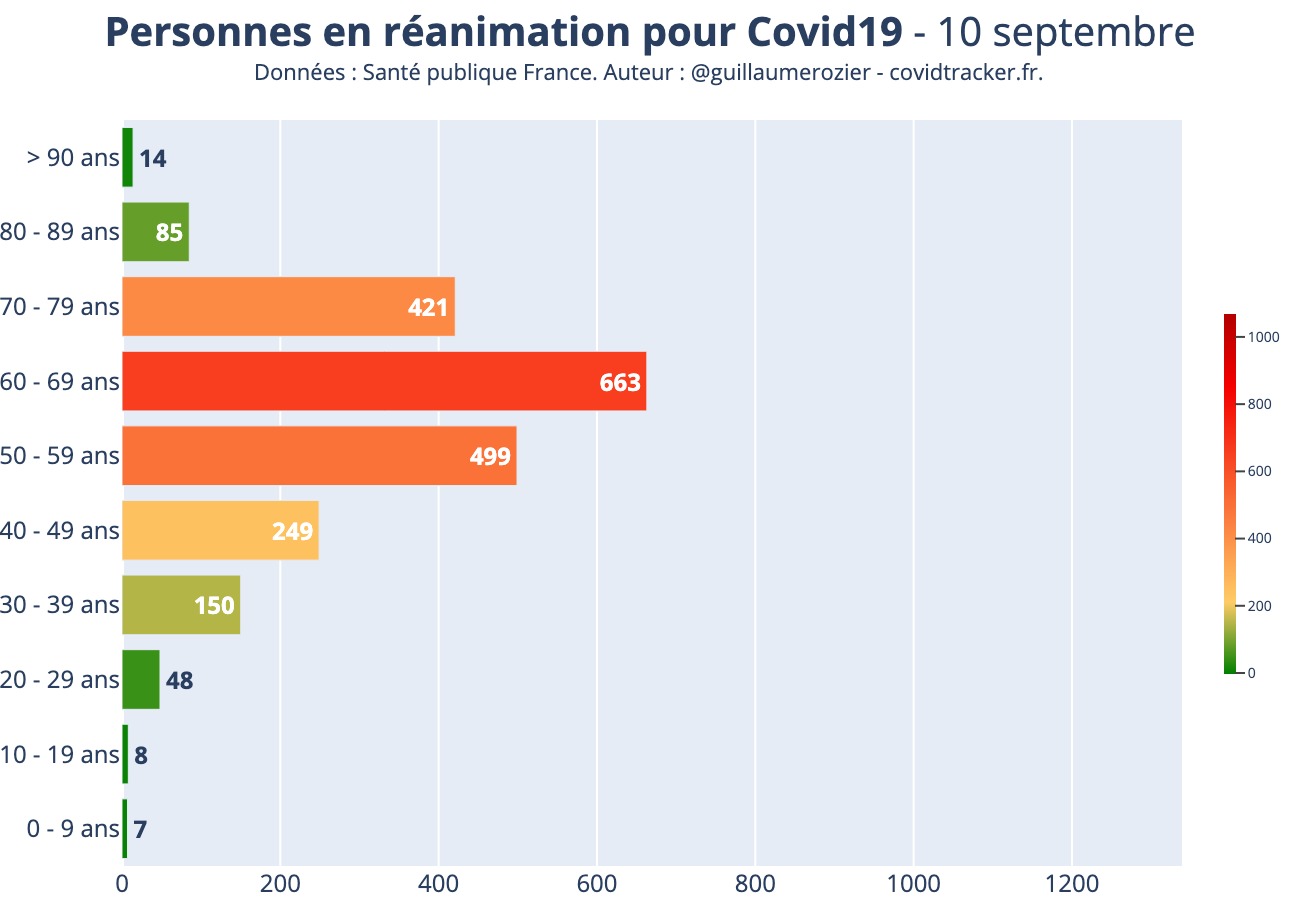 Personnes en réanimation pour Covid19 - 10 septembre
Données : Santé publique France. Auteur : @guillaumerozier - covidtracker.fr.
> 90 ans 14
80 - 89 ans 85
70 - 79 ans 421
60 - 69 ans 663
50 - 59 ans 499
40 - 49 ans 249
30 - 39 ans 150
20 - 29 ans 48
10 - 19 ans 8
0 - 9 ans 7
0 200 400 600 800 1000 1200
1000
800
600
400
200
0